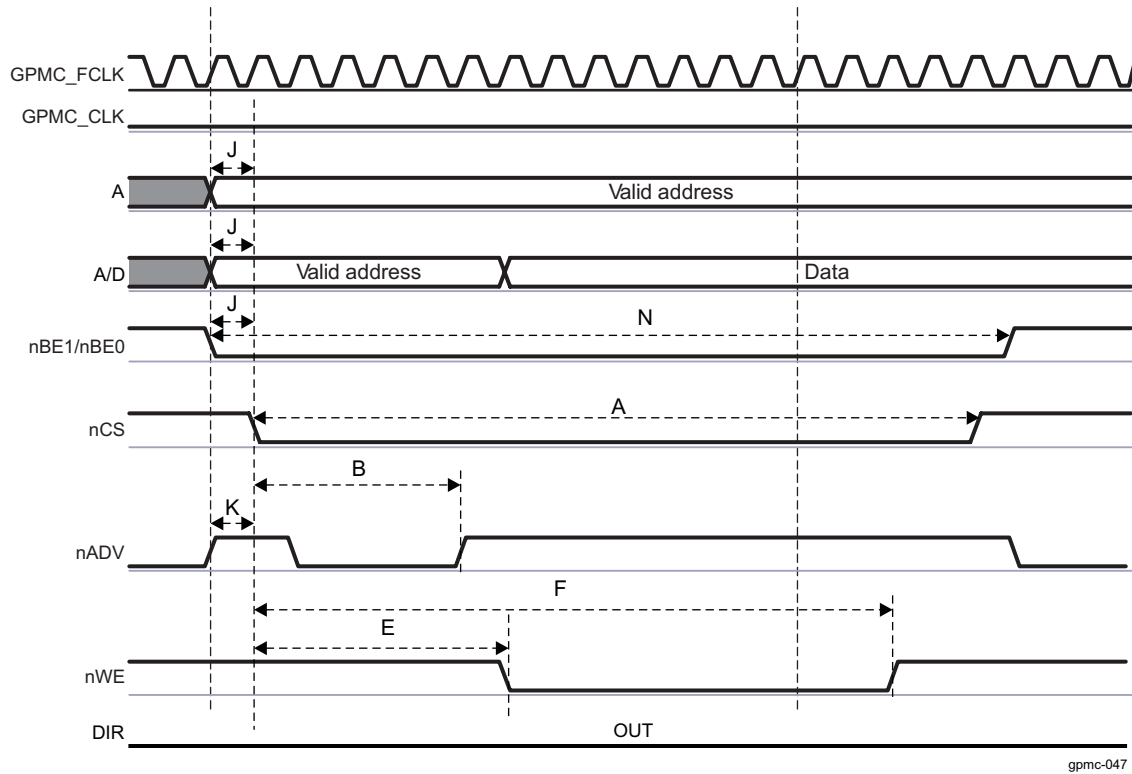 GPMC_FCLK
GPMC_CLK
J
A
Valid address
J
A/D
Valid address
Data
J
N
nBE1/nBE0
A
nCS
B
K
nADV
F
E
nWE
DIR
OUT
gpmc-047